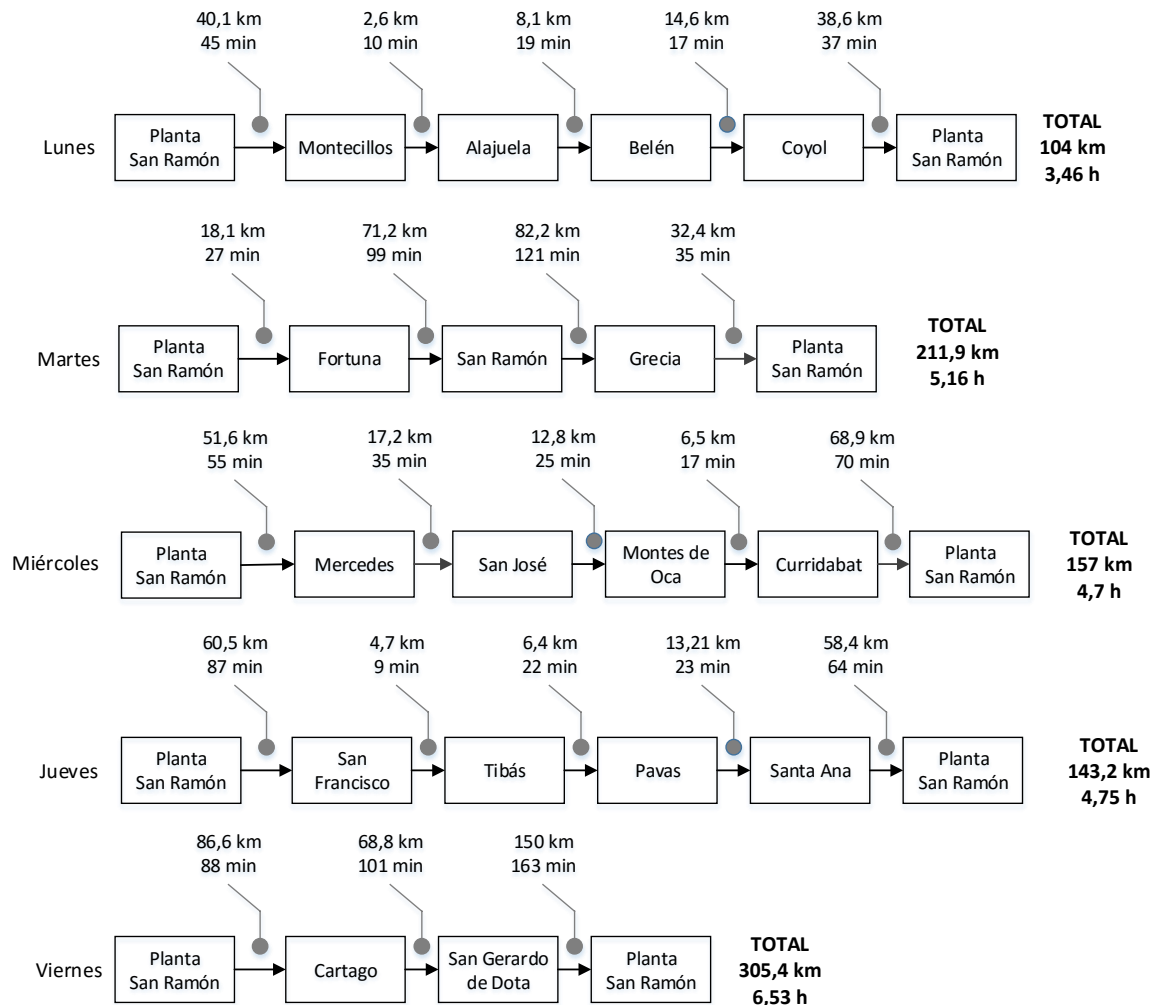 40,1 km 2,6 km 8,1 km 14,6 km 38,6 km
45 min 10 min 19 min 17 min 37 min
Lunes
Planta
San Ramón
Montecillos
Alajuela
Belén
Coyol
Planta
San Ramón
TOTAL
104 km
3,46 h
18,1 km 71,2 km 82,2 km 32,4 km
27 min 99 min 121 min 35 min
Martes
Planta
San Ramón
Fortuna
San Ramón
Grecia
Planta
San Ramón
TOTAL
211,9 km
5,16 h
51,6 km 17,2 km 12,8 km 6,5 km 68,9 km
55 min 35 min 25 min 17 min 70 min
Miércoles
Planta
San Ramón
Mercedes
San José
Montes de
Oca
Curridabat
Planta
San Ramón
TOTAL
157 km
4,7 h
60,5 km 4,7 km 6,4 km 13,21 km 58,4 km
87 min 9 min 22 min 23 min 64 min
Jueves
Planta
San Ramón
San
Francisco
Tibás
Pavas
Santa Ana
Planta
San Ramón
TOTAL
143,2 km
4,75 h
86,6 km 68,8 km 150 km
88 min 101 min 163 min
Viernes
Planta
San Ramón
Cartago
San Gerardo
de Dota
Planta
San Ramón
TOTAL
305,4 km
6,53 h